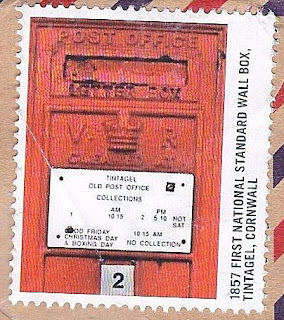 POST OFFICE
LETTER BOX
V R
TINTAGEL
OLD POST OFFICE
COLLECTIONS
AM PM
1 10 15 2 5 10 NOT
SAT
GOOD FRIDAY 10.15 AM
CHRISTMAS DAY
& BOXING DAY NO COLLECTION
2
1857 FIRST NATIONAL STANDARD WALL BOX,
TINTAGEL, CORNWALL